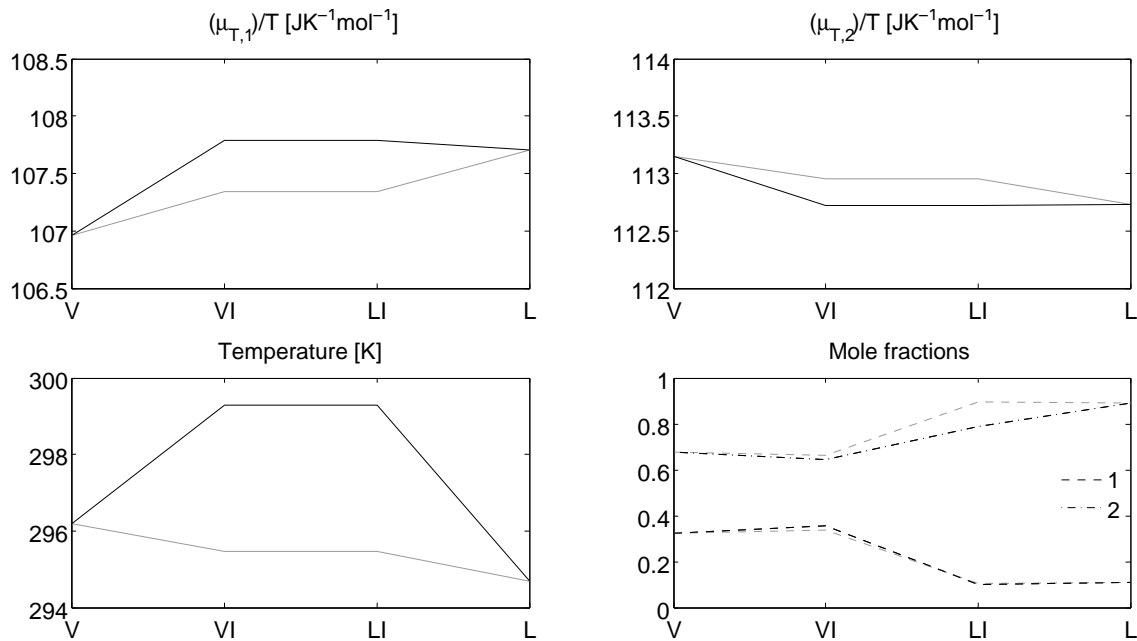 (μT,1)/T [JK⁻¹mol⁻¹]
108.5
108
107.5
107
106.5
V VI LI L
(μT,2)/T [JK⁻¹mol⁻¹]
114
113.5
113
112.5
112
V VI LI L
Temperature [K]
300
298
296
294
V VI LI L
Mole fractions
1
0.8
0.6
0.4
0.2
0
1
2
V VI LI L